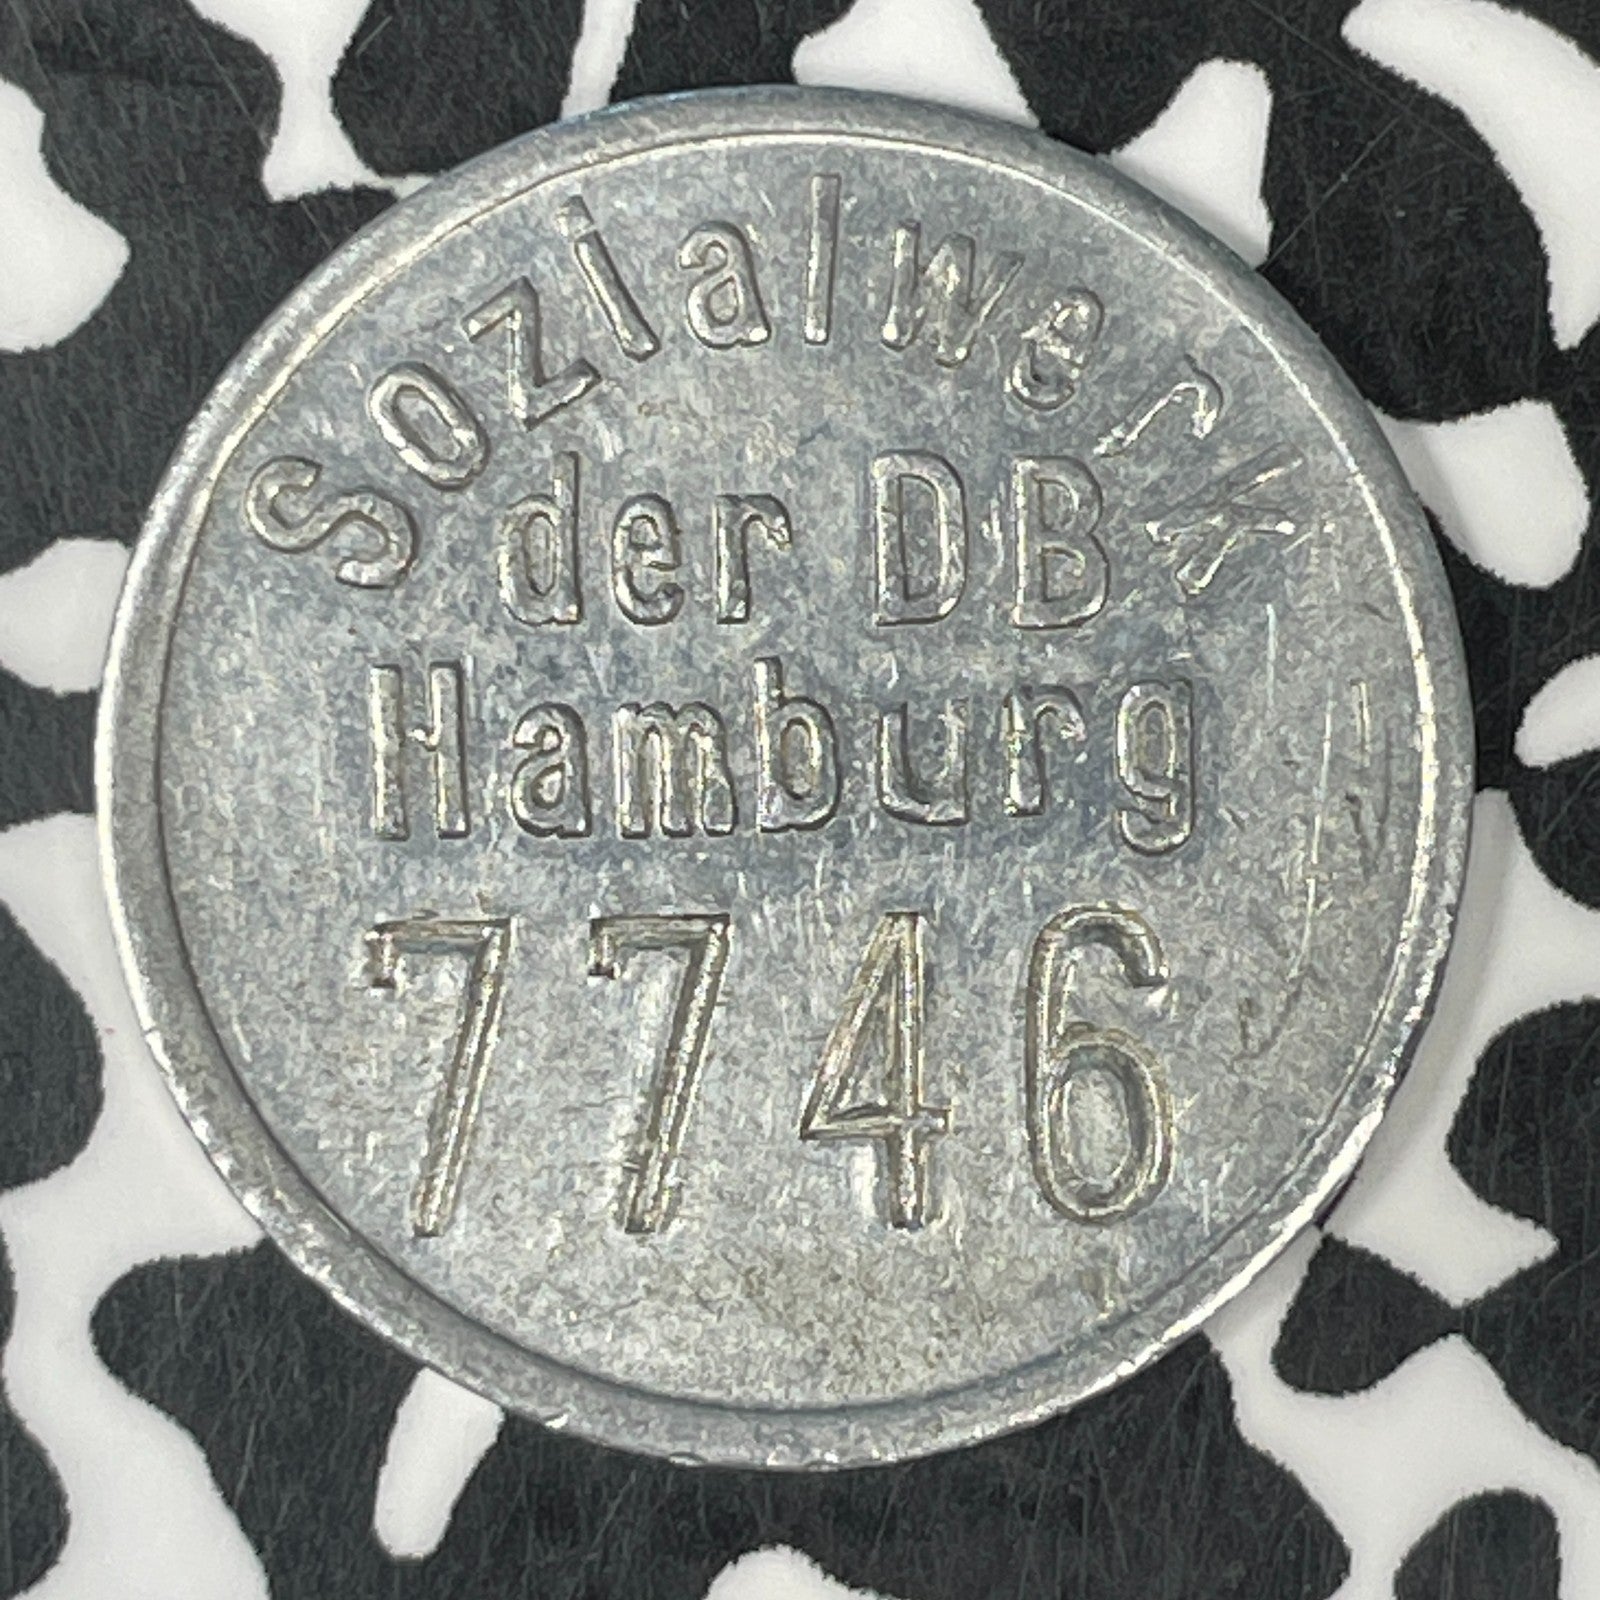 Sozialwerk
der DB
Hamburg
7746